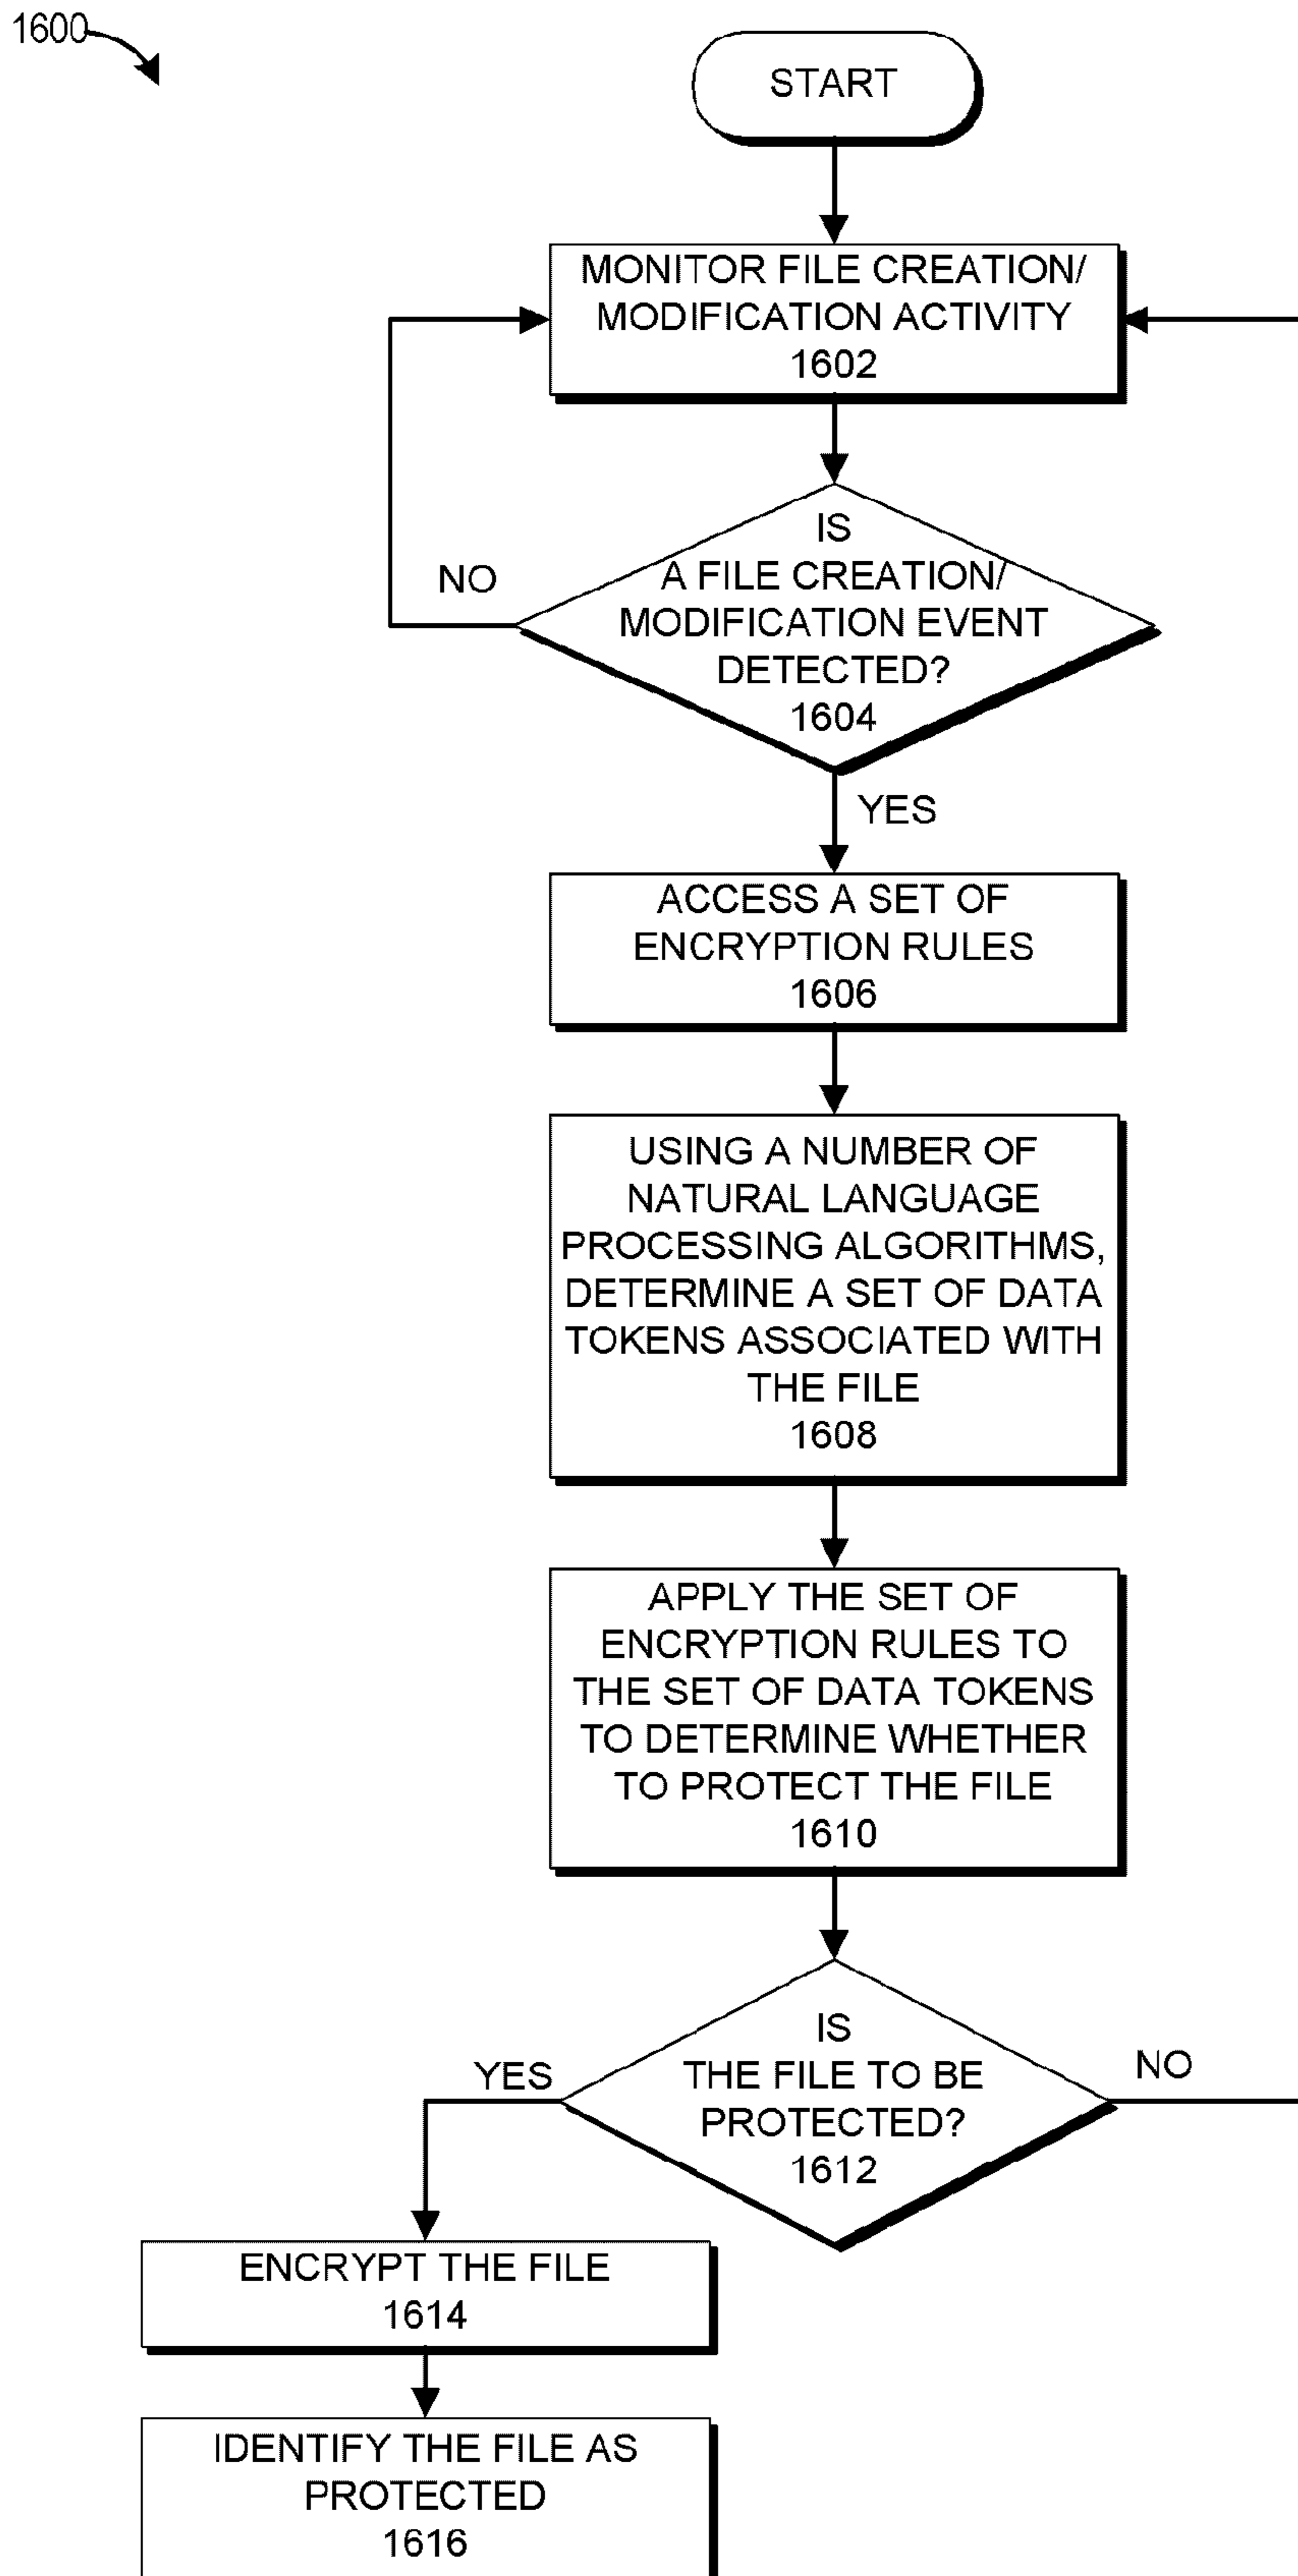 1600
START
MONITOR FILE CREATION/
MODIFICATION ACTIVITY
1602
IS
A FILE CREATION/
MODIFICATION EVENT
DETECTED?
1604
NO
YES
ACCESS A SET OF
ENCRYPTION RULES
1606
USING A NUMBER OF
NATURAL LANGUAGE
PROCESSING ALGORITHMS,
DETERMINE A SET OF DATA
TOKENS ASSOCIATED WITH
THE FILE
1608
APPLY THE SET OF
ENCRYPTION RULES TO
THE SET OF DATA TOKENS
TO DETERMINE WHETHER
TO PROTECT THE FILE
1610
IS
THE FILE TO BE
PROTECTED?
1612
YES
NO
ENCRYPT THE FILE
1614
IDENTIFY THE FILE AS
PROTECTED
1616